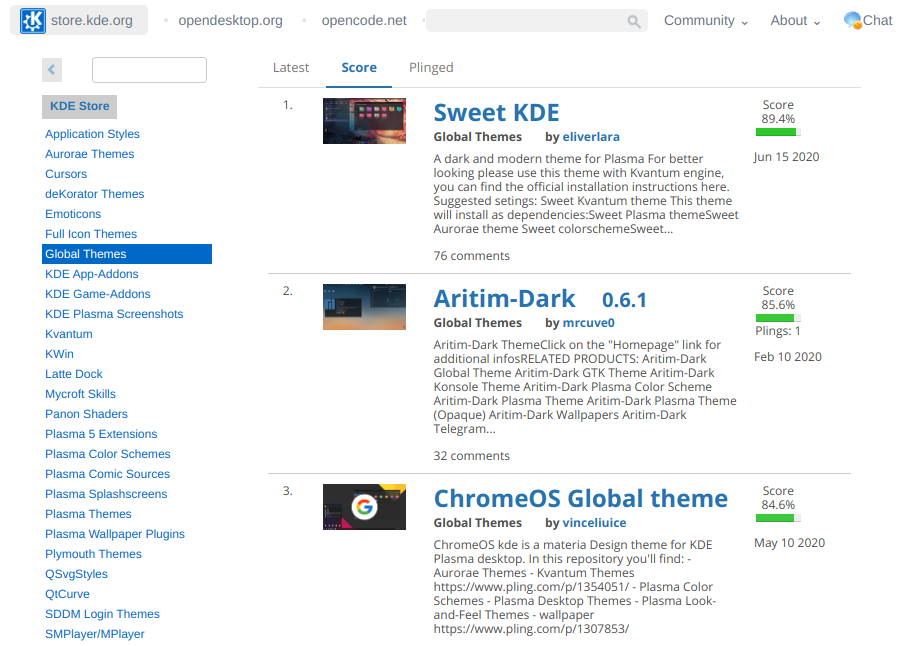 store.kde.org
opendesktop.org
opencode.net
Community
About
Chat
KDE Store
Application Styles
Aurorae Themes
Cursors
deKorator Themes
Emoticons
Full Icon Themes
Global Themes
KDE App-Addons
KDE Game-Addons
KDE Plasma Screenshots
Kvantum
KWin
Latte Dock
Mycroft Skills
Panon Shaders
Plasma 5 Extensions
Plasma Color Schemes
Plasma Comic Sources
Plasma Splashscreens
Plasma Themes
Plasma Wallpaper Plugins
Plymouth Themes
QSvgStyles
QtCurve
SDDM Login Themes
SMPlayer/MPlayer
Latest Score Plinged
1.
Sweet KDE
Global Themes by eliverlara
A dark and modern theme for Plasma For better
looking please use this theme with Kvantum engine,
you can find the official installation instructions here.
Suggested setings: Sweet Kvantum theme This theme
will install as dependencies:Sweet Plasma themeSweet
Aurorae theme Sweet colorschemeSweet...
76 comments
Score
89.4%
Jun 15 2020
2.
Aritim-Dark 0.6.1
Global Themes by mrcuve0
Aritim-Dark ThemeClick on the "Homepage" link for
additional infosRELATED PRODUCTS: Aritim-Dark
Global Theme Aritim-Dark GTK Theme Aritim-Dark
Konsole Theme Aritim-Dark Plasma Color Scheme
Aritim-Dark Plasma Theme Aritim-Dark Plasma Theme
(Opaque) Aritim-Dark Wallpapers Aritim-Dark
Telegram...
32 comments
Score
85.6%
Plings: 1
Feb 10 2020
3.
ChromeOS Global theme
Global Themes by vinceliuice
ChromeOS kde is a materia Design theme for KDE
Plasma desktop. In this repository you'll find: -
Aurorae Themes - Kvantum Themes
https://www.pling.com/p/1354051/ - Plasma Color
Schemes - Plasma Desktop Themes - Plasma Look-
and-Feel Themes - wallpaper
https://www.pling.com/p/1307853/
Score
84.6%
May 10 2020